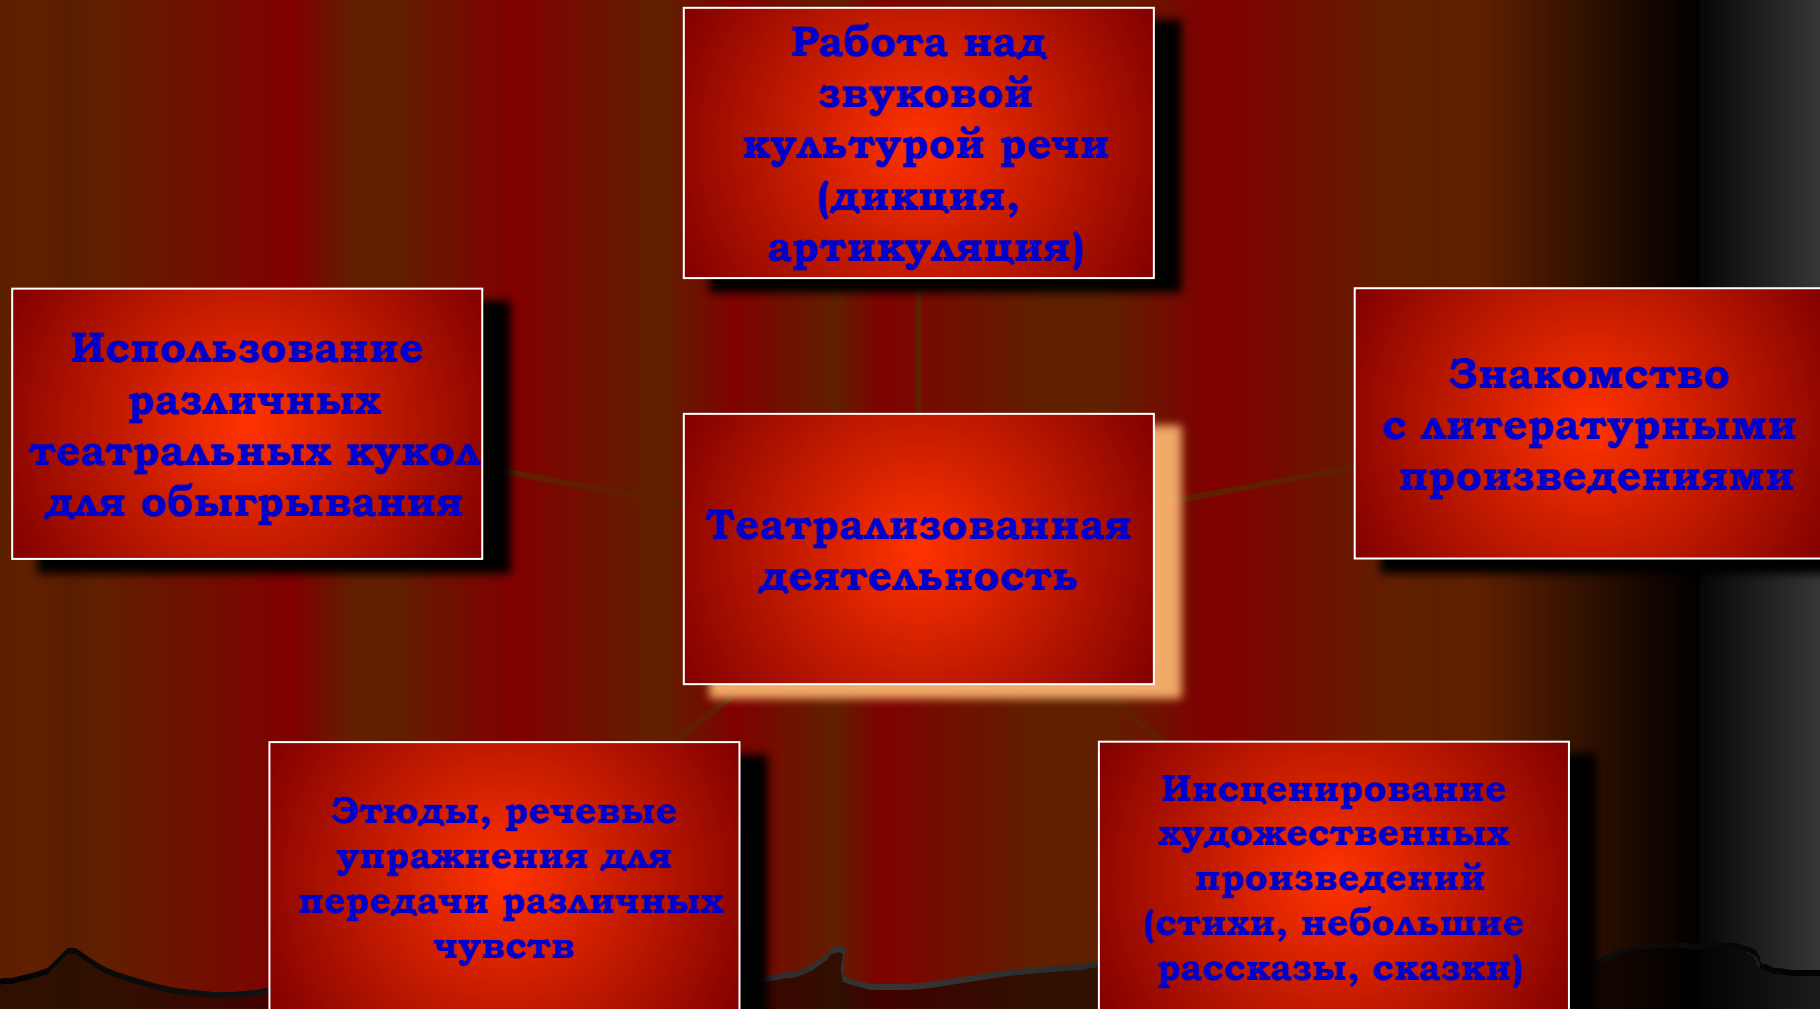 Работа над
звуковой
культурой речи
(дикция,
артикуляция)
Использование
различных
театральных кукол
для обыгрывания
Знакомство
с литературными
произведениями
Театрализованная
деятельность
Этюды, речевые
упражнения для
передачи различных
чувств
Инсценирование
художественных
произведений
(стихи, небольшие
рассказы, сказки)